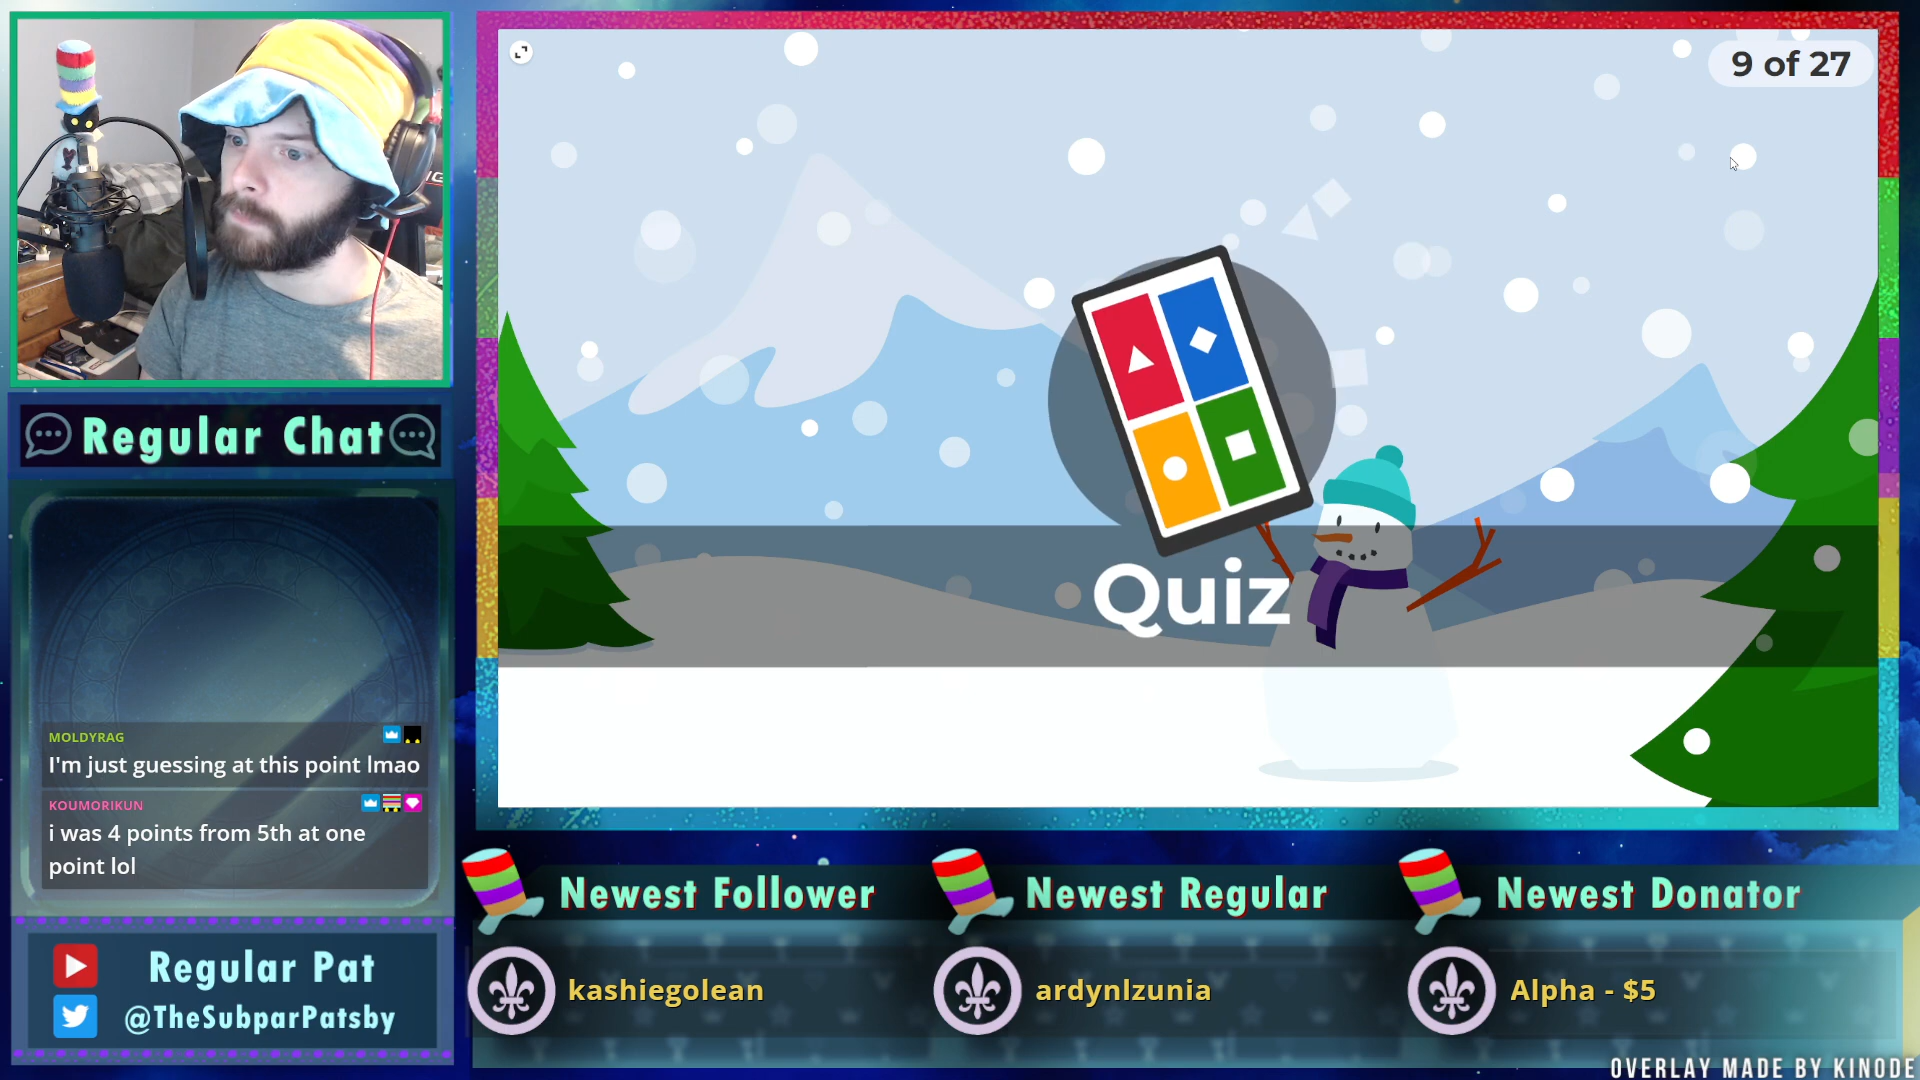 9 of 27
Quiz
Regular Chat
MOLDYRAG
I'm just guessing at this point lmao
KOUMORIKUN
i was 4 points from 5th at one
point lol
Regular Pat
@TheSubparPatsby
Newest Follower
kashiegolean
Newest Regular
ardynlzunia
Newest Donator
Alpha - $5
OVERLAY MADE BY KINODE